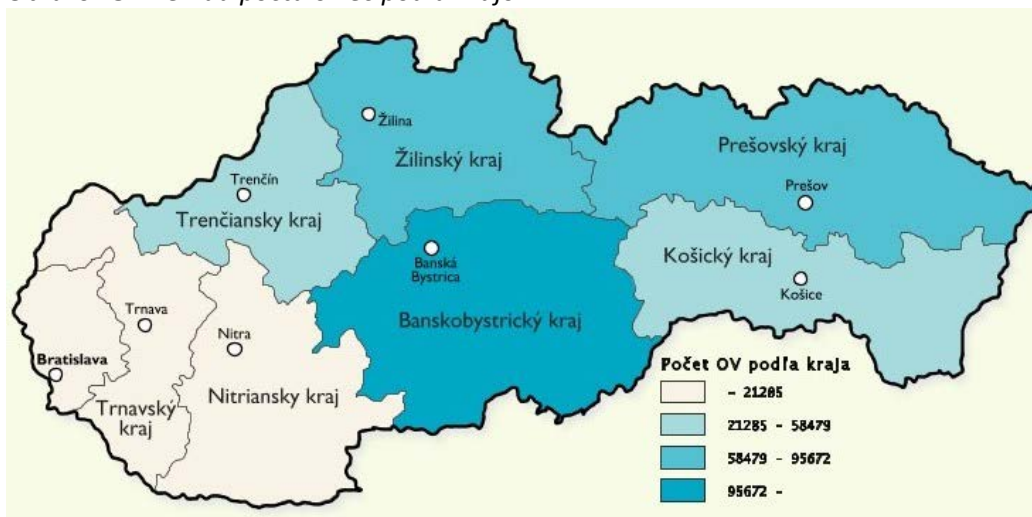 Žilina
Žilinský kraj
Prešovský kraj
Prešov
Trenčín
Trenčiansky kraj
Banská
Bystrica
Košický kraj
Košice
Trnava
Banskobystrický kraj
Nitra
Bratislava
Nitriansky kraj
Trnavský
kraj
Počet OV podľa kraja
- 21285
21285 - 58479
58479 - 95672
95672 -